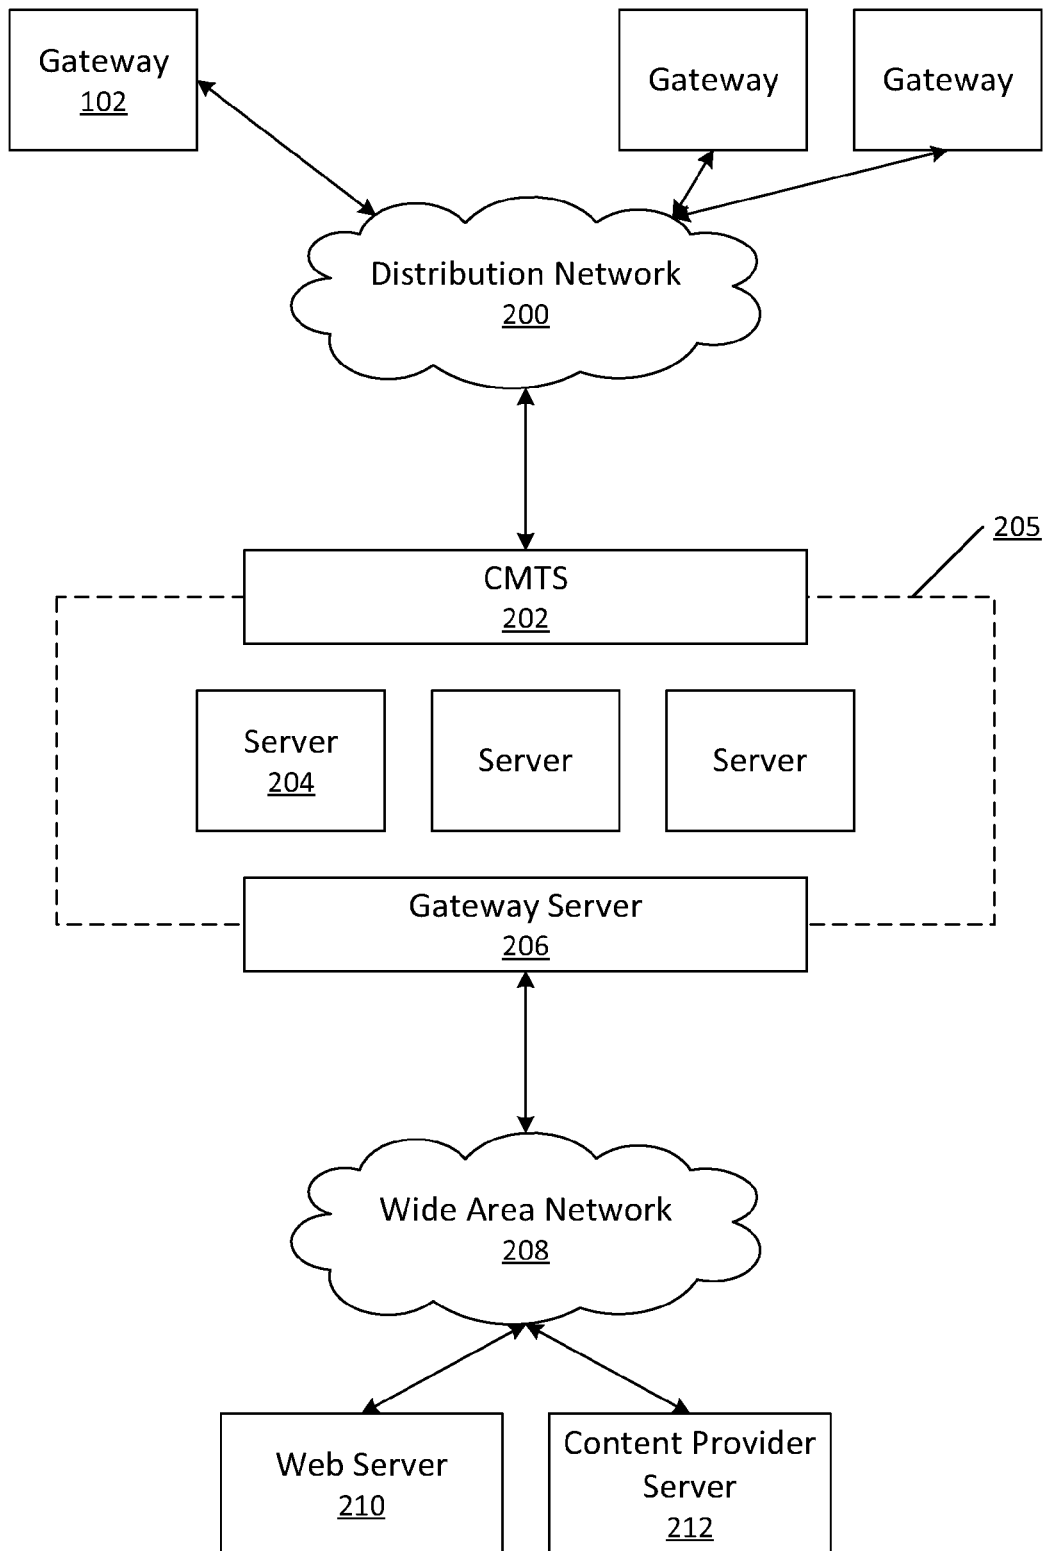 Gateway
102
Gateway
Gateway
Distribution Network
200
205
CMTS
202
Server
204
Server
Server
Gateway Server
206
Wide Area Network
208
Web Server
210
Content Provider
Server
212